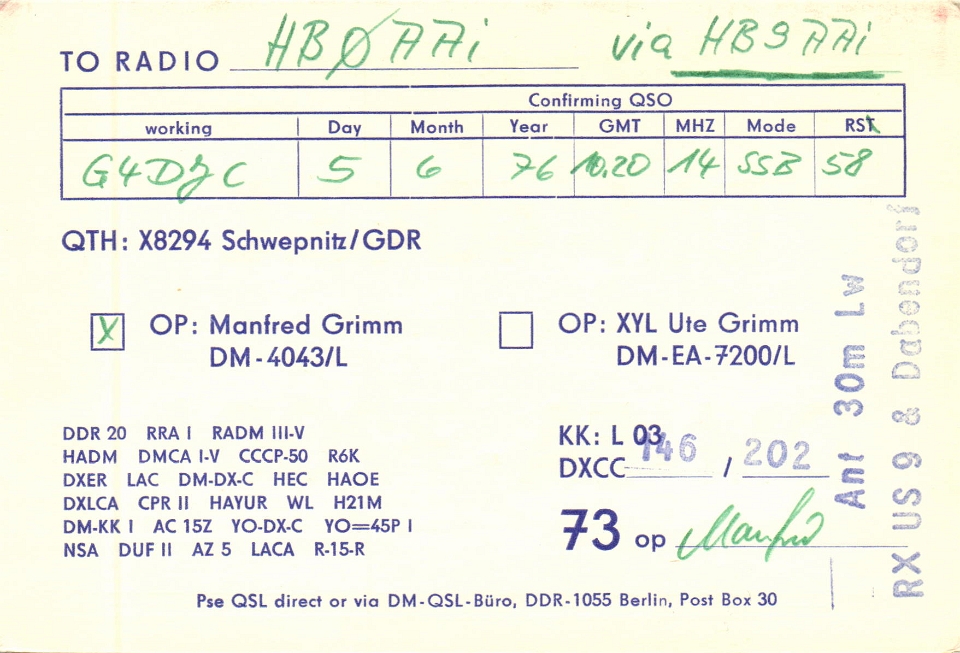 TO RADIO HBØAAi via HB9AAi
Confirming QSO
working Day Month Year GMT MHZ Mode RST
G4DJC 5 6 76 10.20 14 SSB 58
QTH: X8294 Schwepnitz/GDR
X OP: Manfred Grimm
DM-4043/L
OP: XYL Ute Grimm
DM-EA-7200/L
DDR 20 RRA I RADM III-V
HADM DMCA I-V CCCP-50 R6K
DXER LAC DM-DX-C HEC HAOE
DXLCA CPR II HAYUR WL H21M
DM-KK I AC 15Z YO-DX-C YO=45P I
NSA DUF II AZ 5 LACA R-15-R
KK: L 03
DXCC 146 / 202
73 op Manfred
Ant 30m Lw
RX US 9 & Dabendorf
Pse QSL direct or via DM-QSL-Büro, DDR-1055 Berlin, Post Box 30